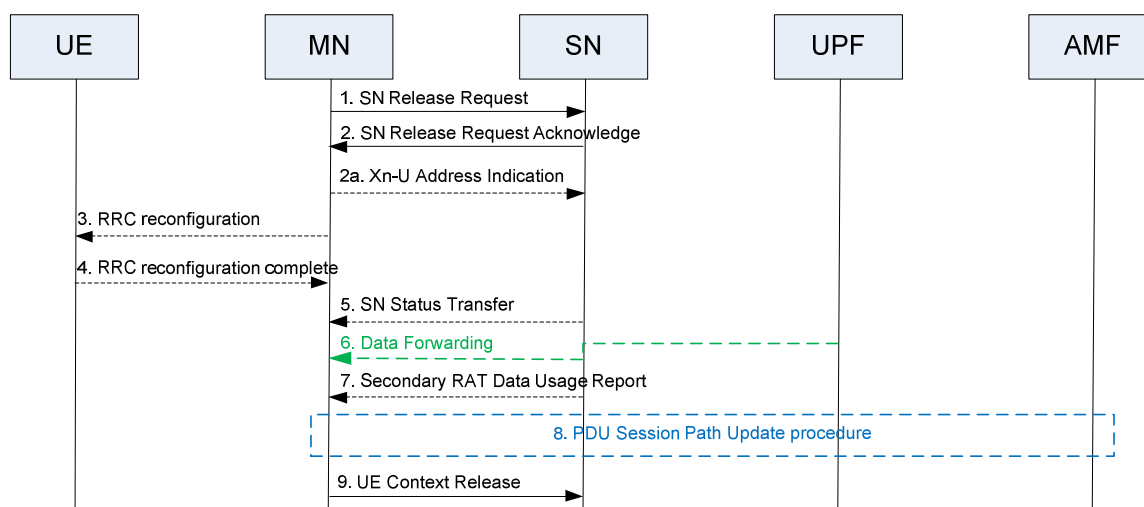 UE
MN
SN
UPF
AMF
1. SN Release Request
2. SN Release Request Acknowledge
2a. Xn-U Address Indication
3. RRC reconfiguration
4. RRC reconfiguration complete
5. SN Status Transfer
6. Data Forwarding
7. Secondary RAT Data Usage Report
8. PDU Session Path Update procedure
9. UE Context Release